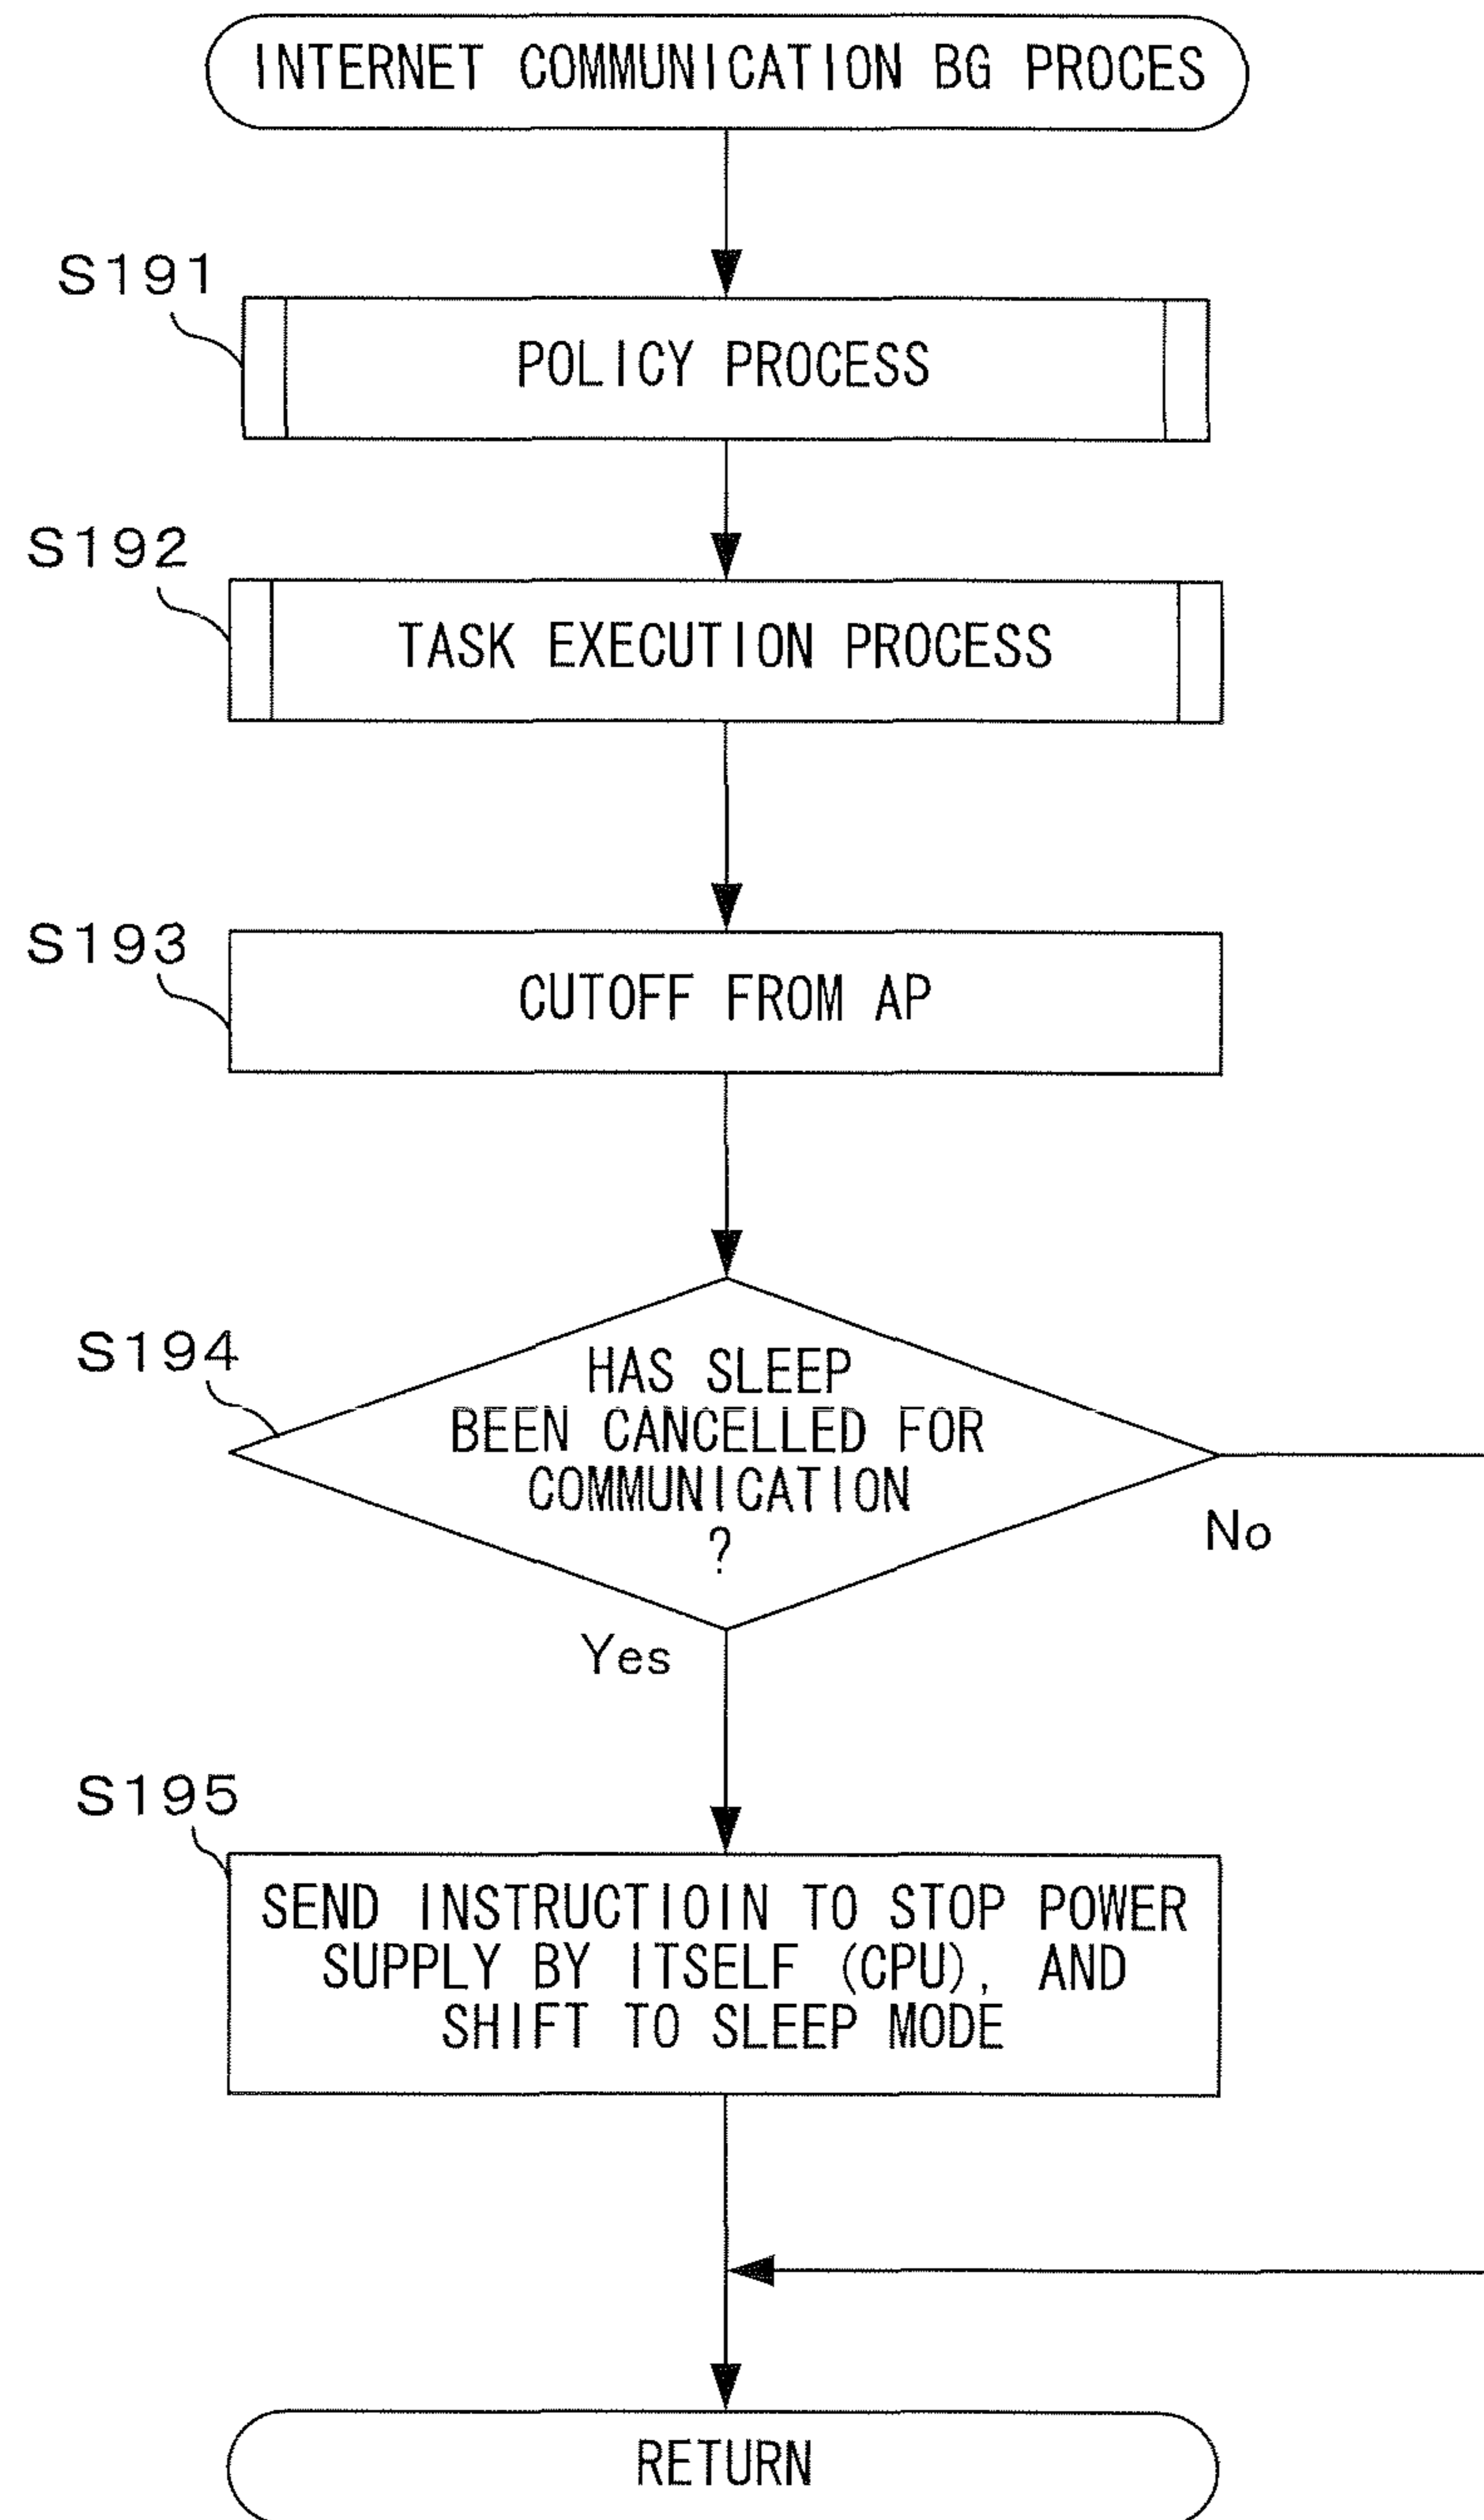 INTERNET COMMUNICATION BG PROCES
S191
POLICY PROCESS
S192
TASK EXECUTION PROCESS
S193
CUTOFF FROM AP
S194
HAS SLEEP
BEEN CANCELLED FOR
COMMUNICATION
?
No
Yes
S195
SEND INSTRUCTIOIN TO STOP POWER
SUPPLY BY ITSELF (CPU), AND
SHIFT TO SLEEP MODE
RETURN